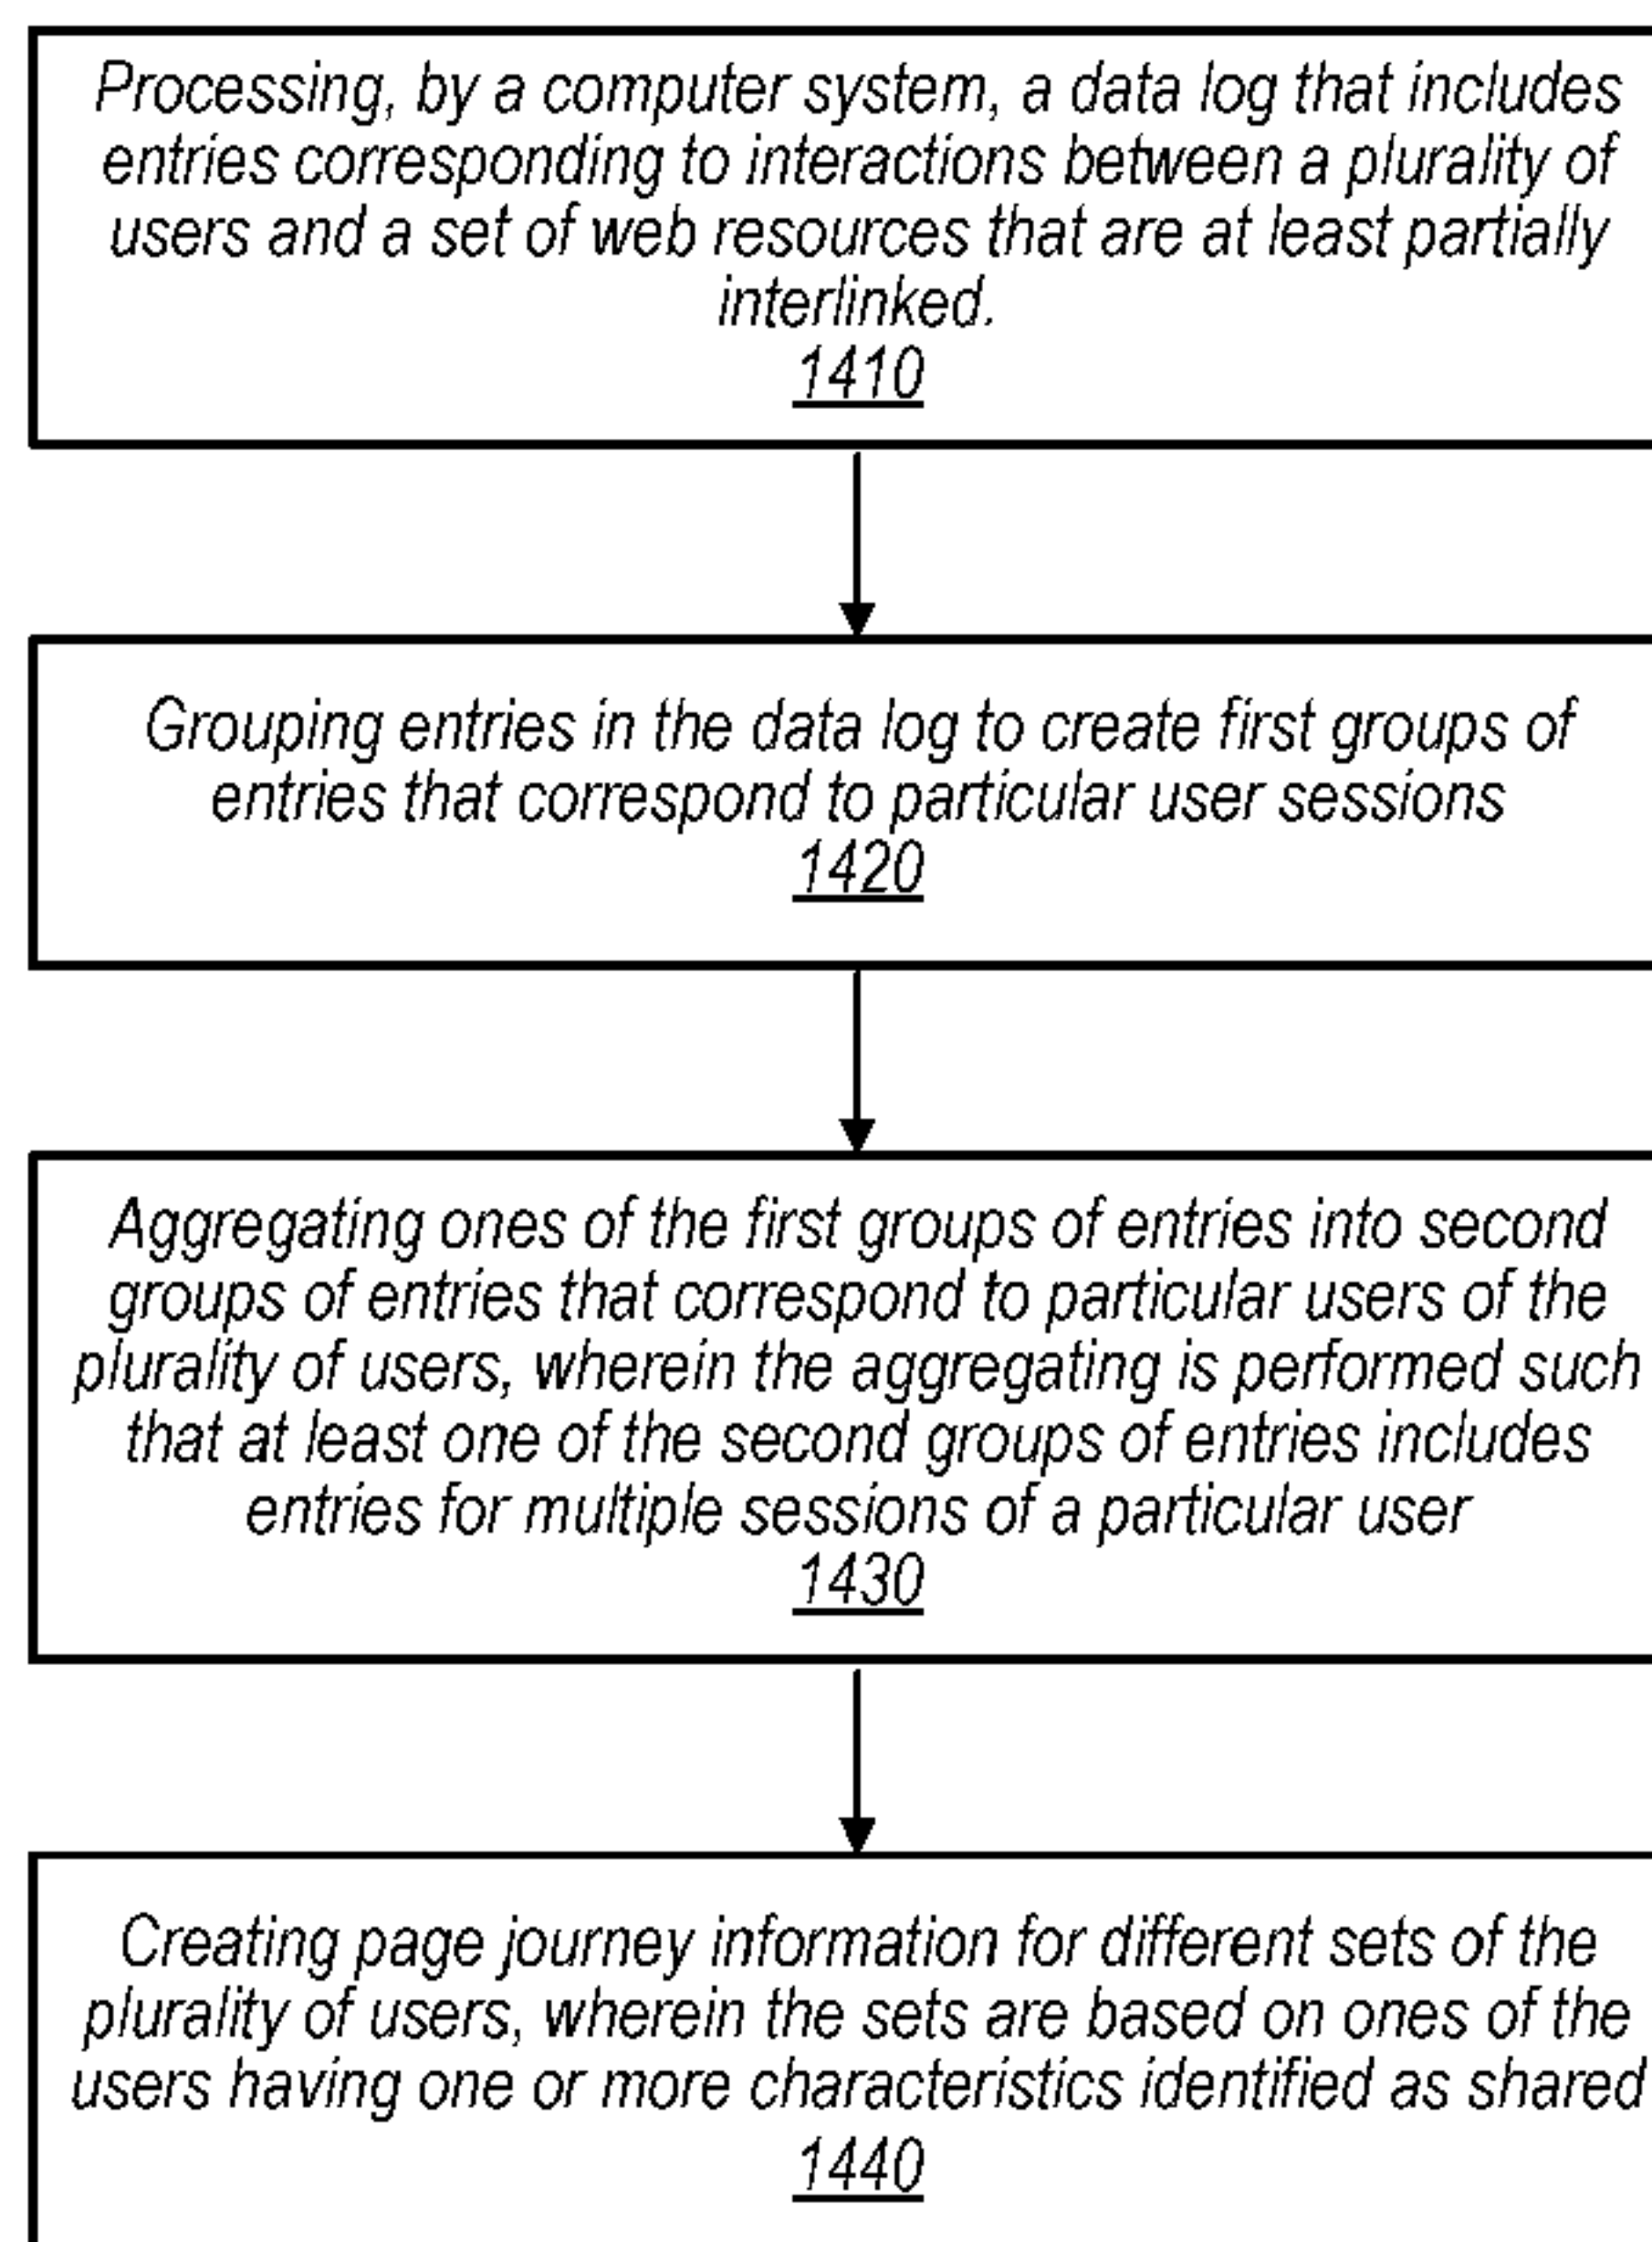 Processing, by a computer system, a data log that includes
entries corresponding to interactions between a plurality of
users and a set of web resources that are at least partially
interlinked.
1410
Grouping entries in the data log to create first groups of
entries that correspond to particular user sessions
1420
Aggregating ones of the first groups of entries into second
groups of entries that correspond to particular users of the
plurality of users, wherein the aggregating is performed such
that at least one of the second groups of entries includes
entries for multiple sessions of a particular user
1430
Creating page journey information for different sets of the
plurality of users, wherein the sets are based on ones of the
users having one or more characteristics identified as shared
1440